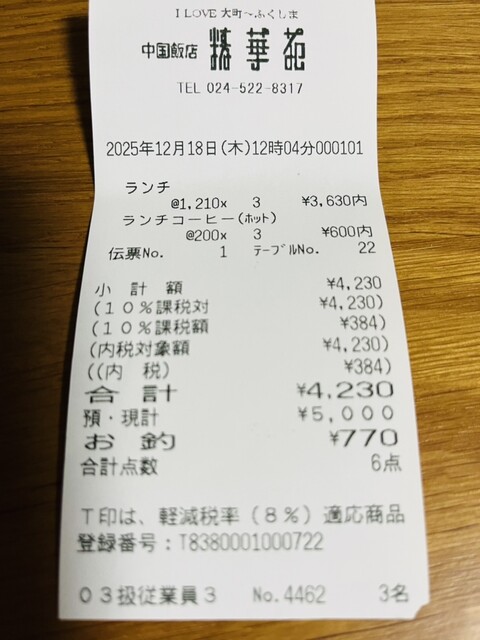 I LOVE 大町～ふくしま
中国飯店 勝華苑
TEL 024-522-8317
2025年12月18日(木)12時04分000101
ランチ
@1,210× 3 ¥3,630内
ランチコーヒー(ホット)
@200× 3 ¥600内
伝票No. 1 テーブルNo. 22
小計額 ¥4,230
(10%課税対 ¥4,230)
(10%課税額 ¥384)
(内税対象額 ¥4,230)
((内 税) ¥384)
合計 ¥4,230
預・現計 ¥5,000
お釣 ¥770
合計点数 6点
T印は、軽減税率(8%)適応商品
登録番号:T8380001000722
03扱従業員3 No.4462 3名